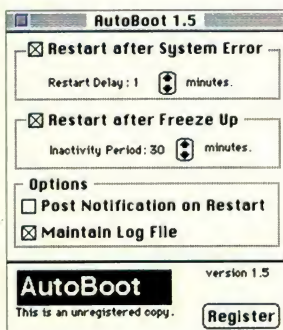 AutoBoot 1.5
Restart after System Error
Restart Delay: 1 minutes.
Restart after Freeze Up
Inactivity Period: 30 minutes.
Options
Post Notification on Restart
Maintain Log File
AutoBoot
version 1.5
This is an unregistered copy.
Register